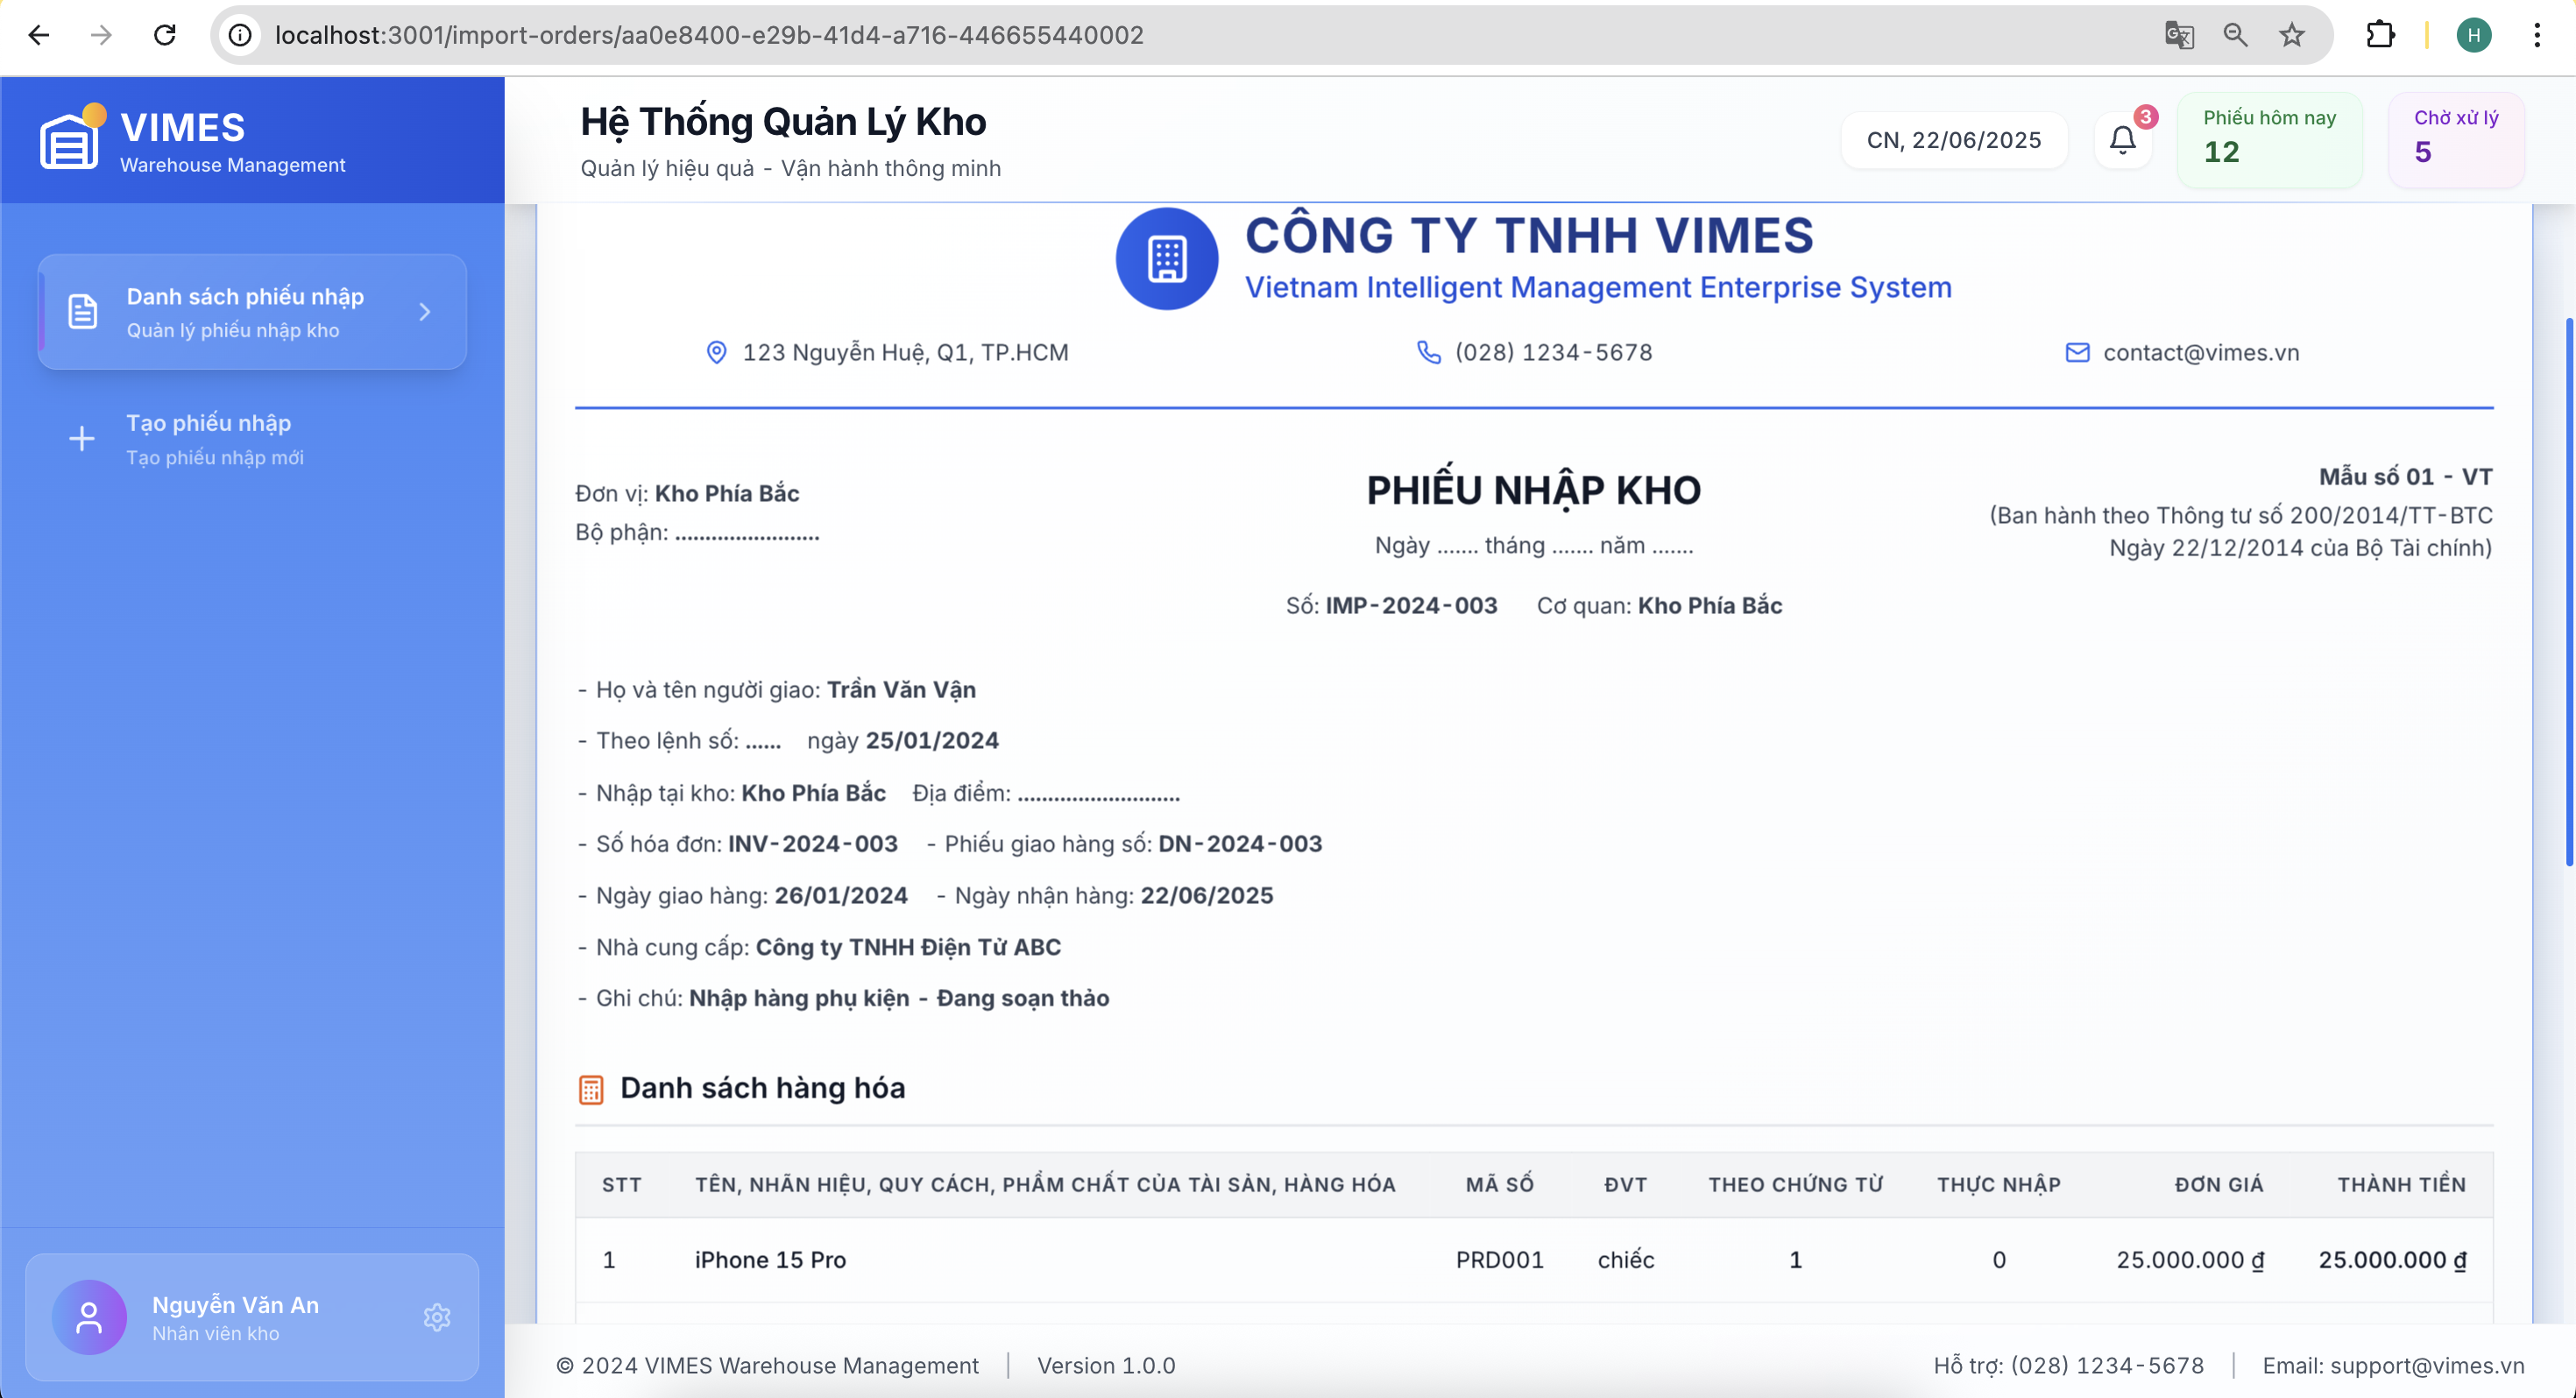 localhost:3001/import-orders/aa0e8400-e29b-41d4-a716-446655440002
H
VIMES
Warehouse Management
Danh sách phiếu nhập
Quản lý phiếu nhập kho
Tạo phiếu nhập
Tạo phiếu nhập mới
Nguyễn Văn An
Nhân viên kho
Hệ Thống Quản Lý Kho
Quản lý hiệu quả - Vận hành thông minh
CN, 22/06/2025
3
Phiếu hôm nay
12
Chờ xử lý
5
CÔNG TY TNHH VIMES
Vietnam Intelligent Management Enterprise System
123 Nguyễn Huệ, Q1, TP.HCM (028) 1234-5678 contact@vimes.vn
Đơn vị: Kho Phía Bắc
Bộ phận: ........................
PHIẾU NHẬP KHO
Ngày ....... tháng ....... năm .......
Số: IMP-2024-003 Cơ quan: Kho Phía Bắc
Mẫu số 01 - VT
(Ban hành theo Thông tư số 200/2014/TT-BTC
Ngày 22/12/2014 của Bộ Tài chính)
- Họ và tên người giao: Trần Văn Vận
- Theo lệnh số: ...... ngày 25/01/2024
- Nhập tại kho: Kho Phía Bắc Địa điểm: ...........................
- Số hóa đơn: INV-2024-003 - Phiếu giao hàng số: DN-2024-003
- Ngày giao hàng: 26/01/2024 - Ngày nhận hàng: 22/06/2025
- Nhà cung cấp: Công ty TNHH Điện Tử ABC
- Ghi chú: Nhập hàng phụ kiện - Đang soạn thảo
Danh sách hàng hóa
STT TÊN, NHÃN HIỆU, QUY CÁCH, PHẨM CHẤT CỦA TÀI SẢN, HÀNG HÓA MÃ SỐ ĐVT THEO CHỨNG TỪ THỰC NHẬP ĐƠN GIÁ THÀNH TIỀN
1 iPhone 15 Pro PRD001 chiếc 1 0 25.000.000 ₫ 25.000.000 ₫
© 2024 VIMES Warehouse Management | Version 1.0.0
Hỗ trợ: (028) 1234-5678 | Email: support@vimes.vn